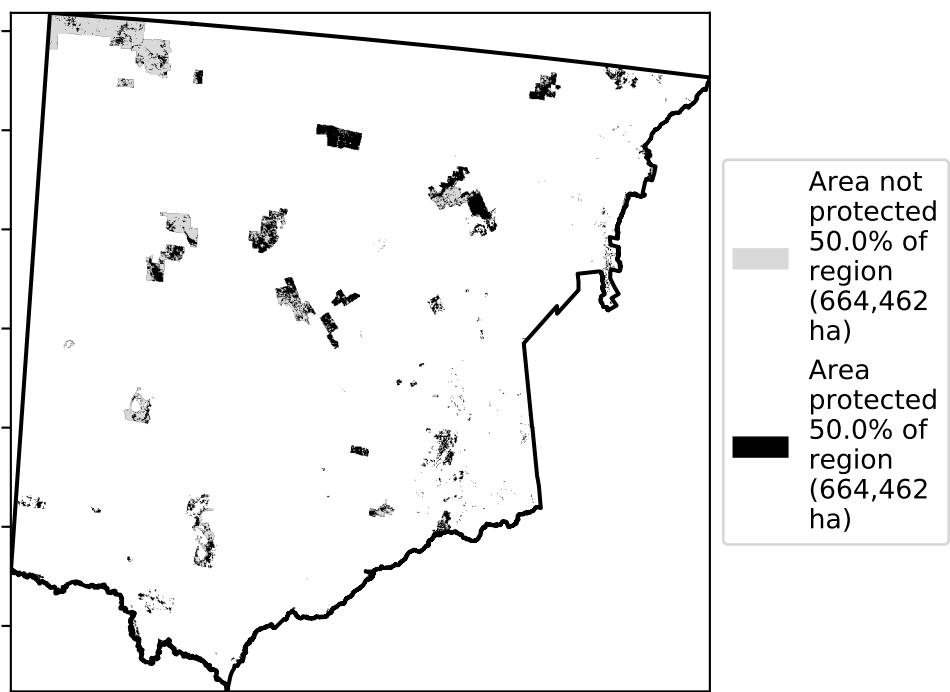 Area not
protected
50.0% of
region
(664,462
ha)
Area
protected
50.0% of
region
(664,462
ha)